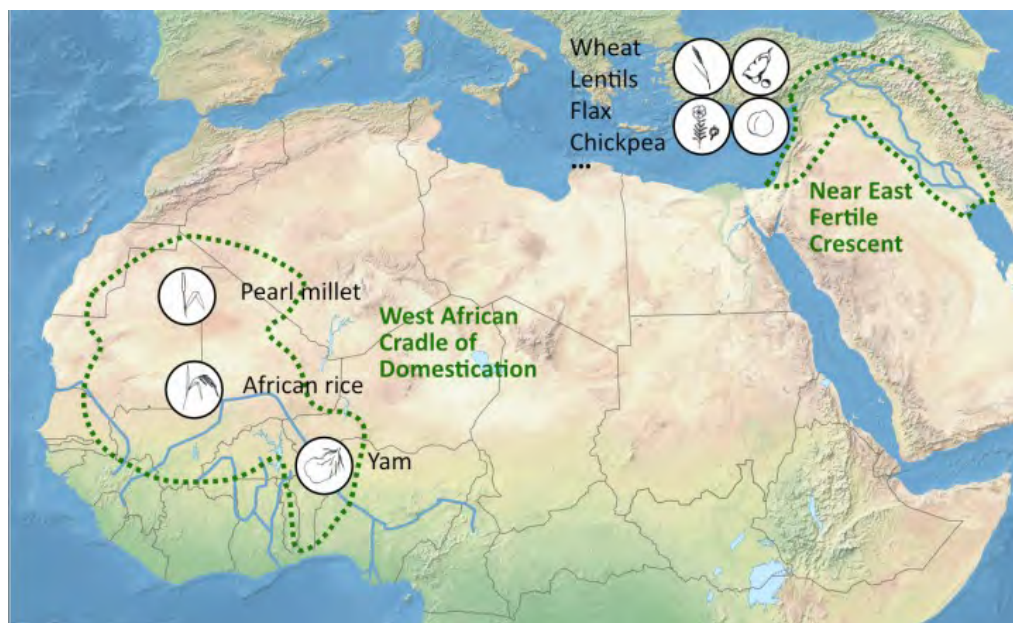 Wheat
Lentils
Flax
Chickpea
...
Near East
Fertile
Crescent
Pearl millet
West African
Cradle of
Domestication
African rice
Yam